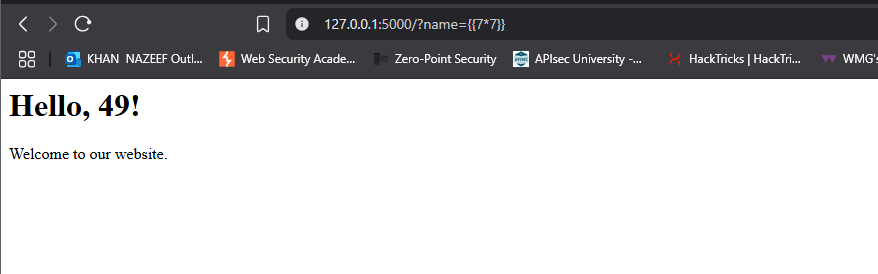 127.0.0.1:5000/?name={{7*7}}
KHAN NAZEEF Outl... Web Security Acade... Zero-Point Security APIsec University -... HackTricks | HackTri... WMG's
Hello, 49!
Welcome to our website.